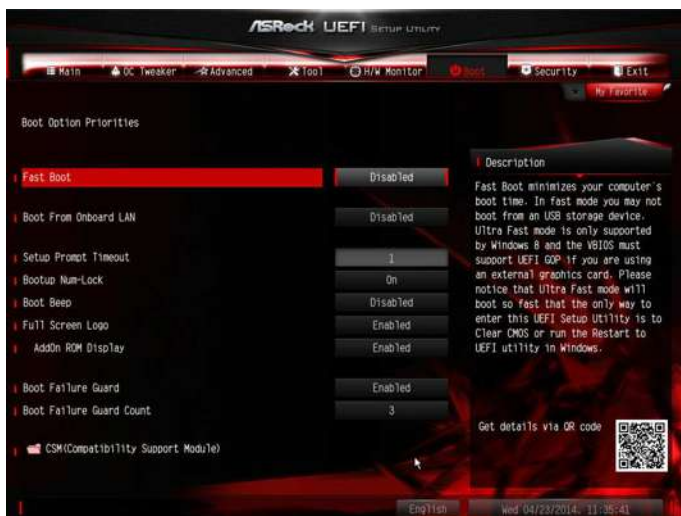 ASRock UEFI SETUP UTILITY
Main OC Tweaker Advanced Tool H/W Monitor Boot Security Exit
My Favorite
Boot Option Priorities
Fast Boot Disabled
Boot From Onboard LAN Disabled
Setup Prompt Timeout 1
Bootup Num-Lock On
Boot Beep Disabled
Full Screen Logo Enabled
AddOn ROM Display Enabled
Boot Failure Guard Enabled
Boot Failure Guard Count 3
CSM(Compatibility Support Module)
Description
Fast Boot minimizes your computer's
boot time. In fast mode you may not
boot from an USB storage device.
Ultra Fast mode is only supported
by Windows 8 and the VBIOS must
support UEFI GOP if you are using
an external graphics card. Please
notice that Ultra Fast mode will
boot so fast that the only way to
enter this UEFI Setup Utility is to
Clear CMOS or run the Restart to
UEFI utility in Windows.
Get details via QR code
English Wed 04/23/2014, 11:35:41